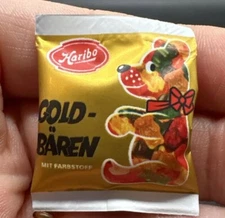 Haribo
GOLD-
BÄREN
MIT FARBSTOFF